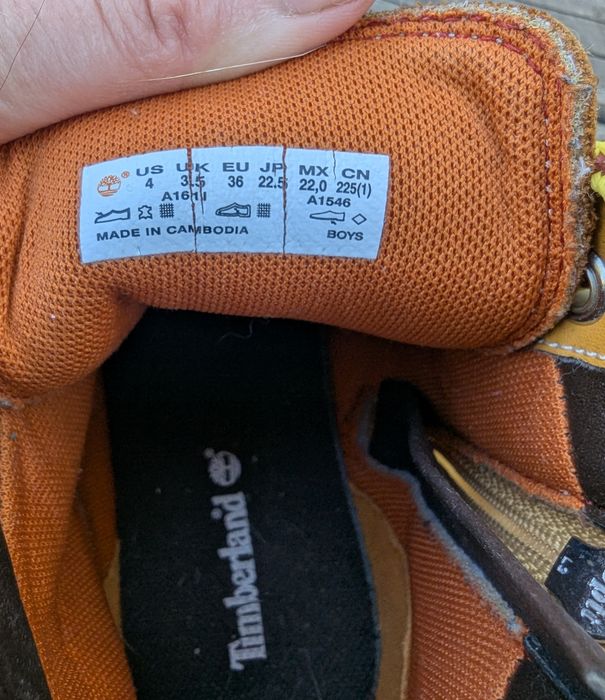 US UK EU JP MX CN
4 3.5 36 22.5 22,0 225(1)
A1546
MADE IN CAMBODIA BOYS
Timberland